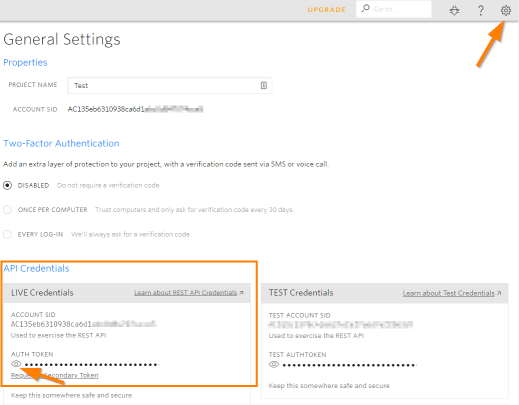 UPGRADE
Go to...
?
General Settings
Properties
PROJECT NAME Test
ACCOUNT SID AC135eb6310938ca6d1
Two-Factor Authentication
Add an extra layer of protection to your project, with a verification code sent via SMS or voice call.
DISABLED Do not require a verification code
ONCE PER COMPUTER Trust computers and only ask for verification code every 30 days
EVERY LOG-IN We'll always ask for a verification code
API Credentials
LIVE Credentials Learn about REST API Credentials
ACCOUNT SID
AC135eb6310938ca6d1
Used to exercise the REST API
AUTH TOKEN
Secondary Token
Keep this somewhere safe and secure
TEST Credentials Learn about Test Credentials
TEST ACCOUNT SID
Used to exercise the REST API
TEST AUTHTOKEN
Keep this somewhere safe and secure